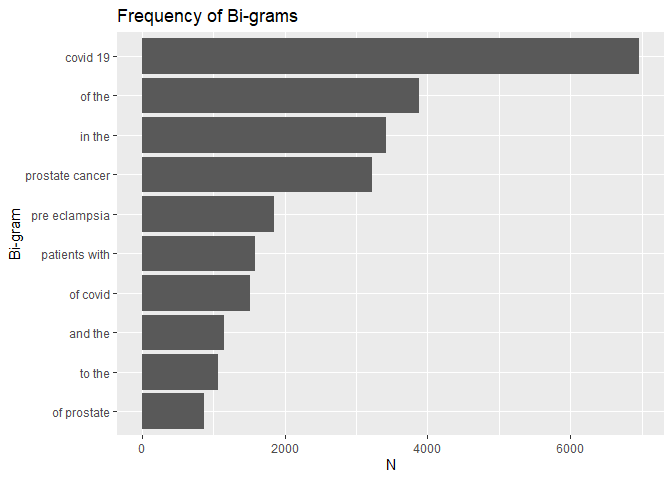 Frequency of Bi-grams
covid 19
of the
in the
prostate cancer
pre eclampsia
patients with
of covid
and the
to the
of prostate
Bi-gram
0 2000 4000 6000
N